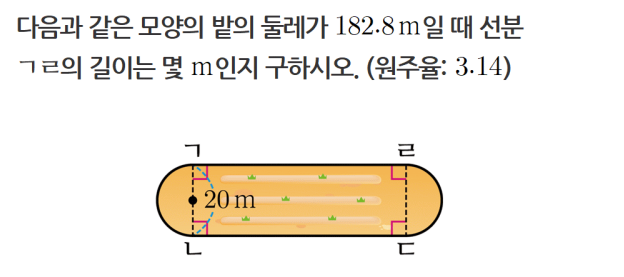 다음과 같은 모양의 밭의 둘레가 182.8 m일 때 선분
ㄱㄹ의 길이는 몇 m인지 구하시오. (원주율: 3.14)
ㄱ ㄹ
20 m
ㄴ ㄷ